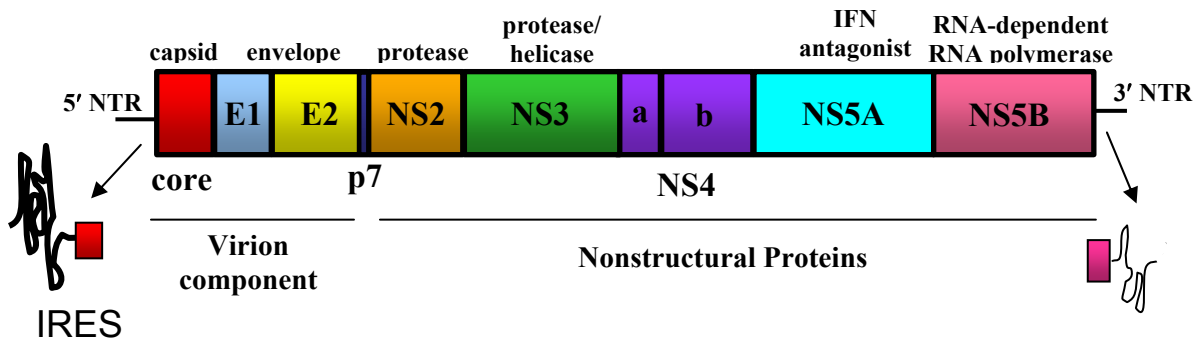 protease/
helicase
IFN
antagonist
RNA-dependent
RNA polymerase
capsid envelope protease
5′ NTR
E1 E2 NS2 NS3 a b NS5A NS5B
3′ NTR
core
p7
NS4
Virion
component
Nonstructural Proteins
IRES